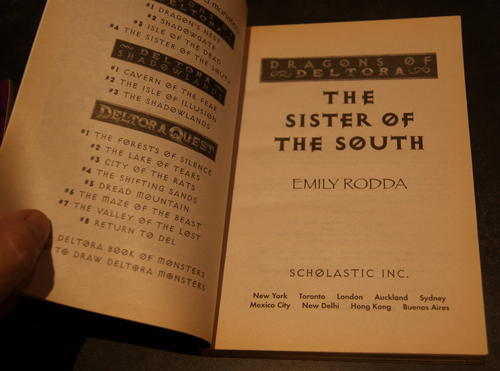 DELTORA
#1 DRAGON'S NEST
#2 SHADOWGATE
#3 ISLE OF THE DEAD
#4 THE SISTER OF THE SOUTH
DELTORA
SHADOWLANDS
#1 CAVERN OF THE FEAR
#2 THE ISLE OF ILLUSION
#3 THE SHADOWLANDS
DELTORA QUEST
#1 THE FORESTS OF SILENCE
#2 THE LAKE OF TEARS
#3 CITY OF THE RATS
#4 THE SHIFTING SANDS
#5 DREAD MOUNTAIN
#6 THE MAZE OF THE BEAST
#7 THE VALLEY OF THE LOST
#8 RETURN TO DEL
DELTORA BOOK OF MONSTERS
TO DRAW DELTORA MONSTERS
DRAGONS OF
DELTORA
THE
SISTER OF
THE SOUTH
EMILY RODDA
SCHOLASTIC INC.
New York Toronto London Auckland Sydney
Mexico City New Delhi Hong Kong Buenos Aires